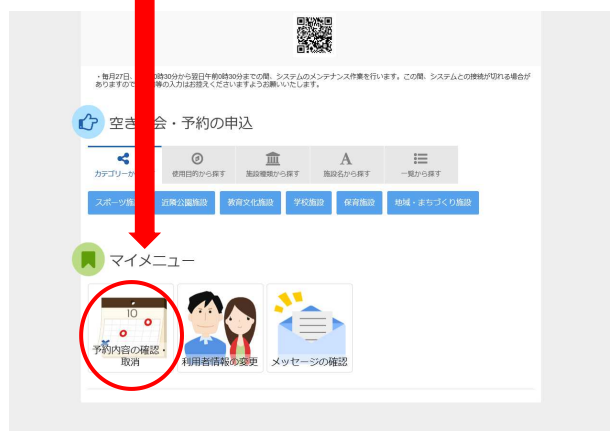 ・毎月27日、 0時30分から翌日午前0時30分までの間、システムのメンテナンス作業を行います。この間、システムとの接続が切れる場合が
ありますので 等の入力はお控えくださいますようお願いいたします。
空き 会・予約の申込
カテゴリーか
使用目的から探す
施設種類から探す
A
施設名から探す
一覧から探す
スポーツ施
近隣公園施設
教育文化施設
学校施設
保育施設
地域・まちづくり施設
マイメニュー
10
予約内容の確認・
取消
利用者情報の変更
メッセージの確認